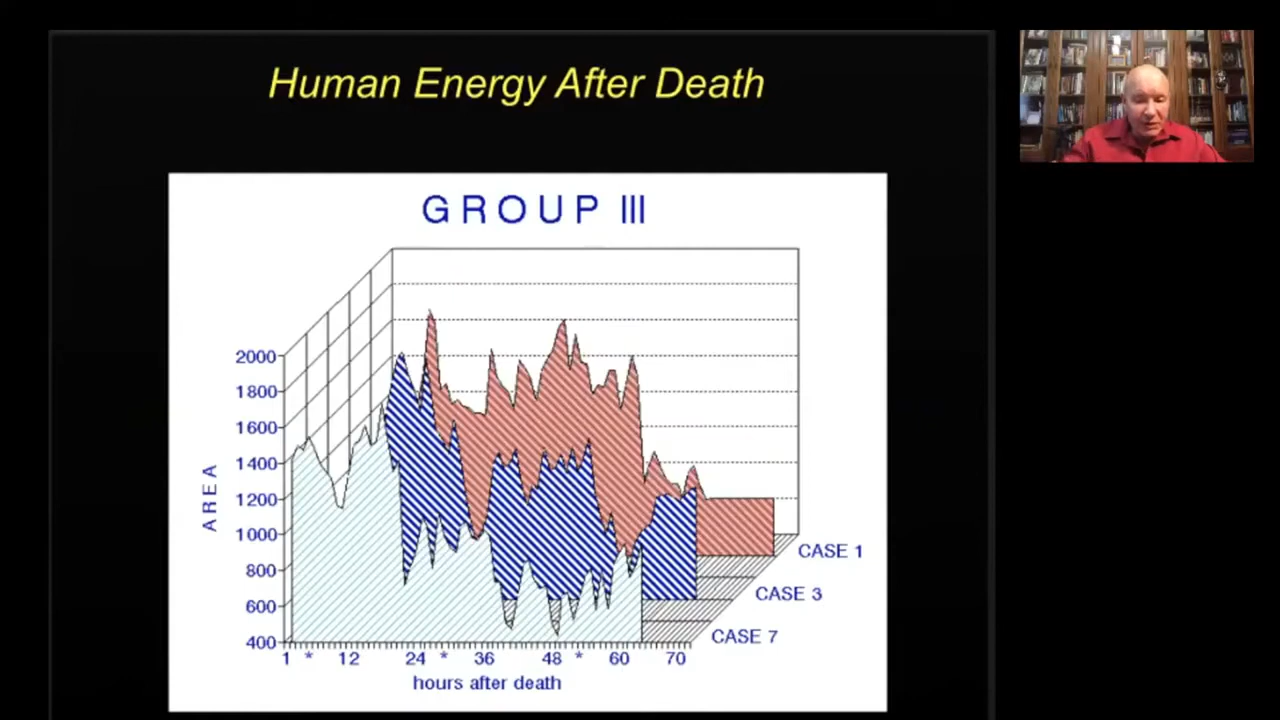 Human Energy After Death
GROUP III
2000
1800
1600
1400
1200
1000
800
600
400
AREA
1 * 12 24 * 36 48 * 60 70
hours after death
CASE 1
CASE 3
CASE 7